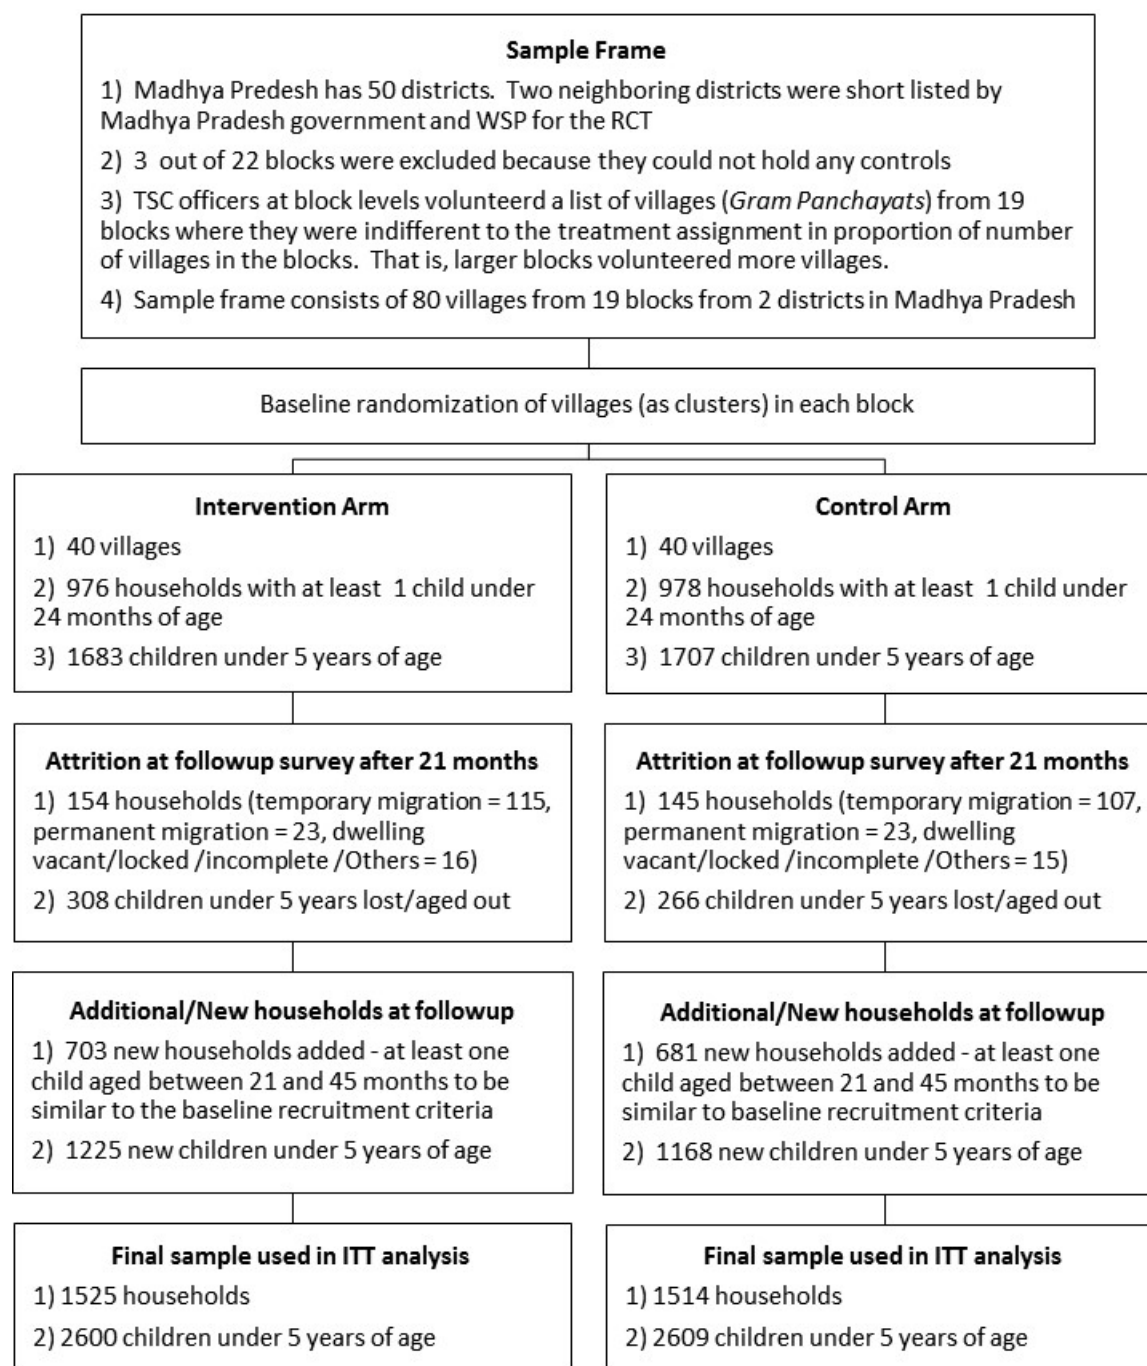 Sample Frame
1) Madhya Predesh has 50 districts. Two neighboring districts were short listed by
Madhya Pradesh government and WSP for the RCT
2) 3 out of 22 blocks were excluded because they could not hold any controls
3) TSC officers at block levels volunteerd a list of villages (Gram Panchayats) from 19
blocks where they were indifferent to the treatment assignment in proportion of number
of villages in the blocks. That is, larger blocks volunteered more villages.
4) Sample frame consists of 80 villages from 19 blocks from 2 districts in Madhya Pradesh
Baseline randomization of villages (as clusters) in each block
Intervention Arm
1) 40 villages
2) 976 households with at least 1 child under
24 months of age
3) 1683 children under 5 years of age
Control Arm
1) 40 villages
2) 978 households with at least 1 child under
24 months of age
3) 1707 children under 5 years of age
Attrition at followup survey after 21 months
1) 154 households (temporary migration = 115,
permanent migration = 23, dwelling
vacant/locked /incomplete /Others = 16)
2) 308 children under 5 years lost/aged out
Attrition at followup survey after 21 months
1) 145 households (temporary migration = 107,
permanent migration = 23, dwelling
vacant/locked /incomplete /Others = 15)
2) 266 children under 5 years lost/aged out
Additional/New households at followup
1) 703 new households added - at least one
child aged between 21 and 45 months to be
similar to the baseline recruitment criteria
2) 1225 new children under 5 years of age
Additional/New households at followup
1) 681 new households added - at least one
child aged between 21 and 45 months to be
similar to baseline recruitment criteria
2) 1168 new children under 5 years of age
Final sample used in ITT analysis
1) 1525 households
2) 2600 children under 5 years of age
Final sample used in ITT analysis
1) 1514 households
2) 2609 children under 5 years of age